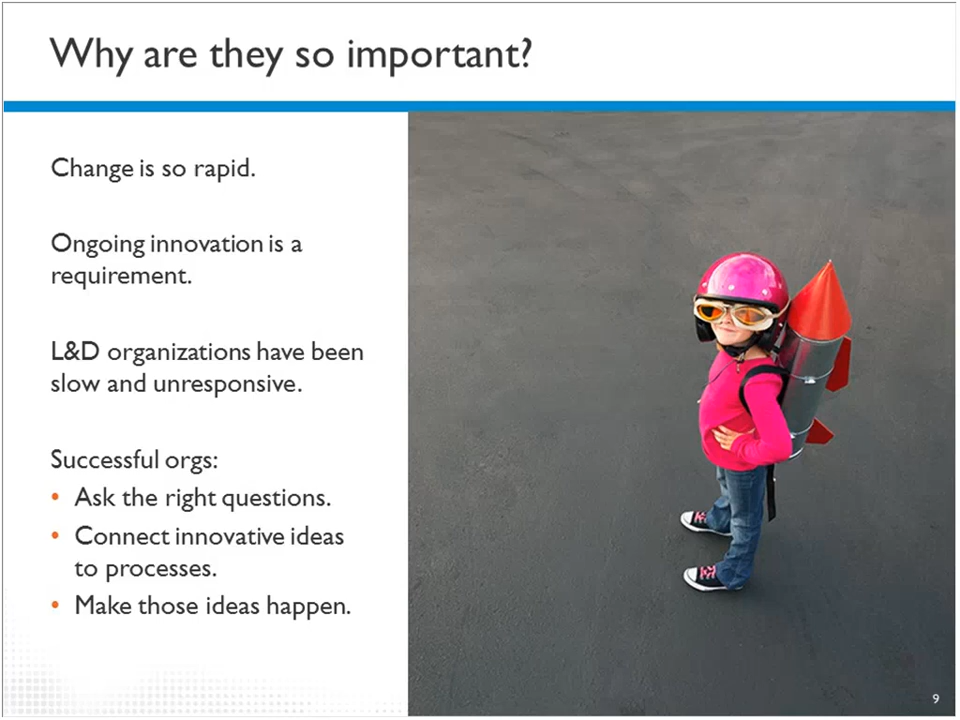 Why are they so important?
Change is so rapid.
Ongoing innovation is a
requirement.
L&D organizations have been
slow and unresponsive.
Successful orgs:
• Ask the right questions.
• Connect innovative ideas
to processes.
• Make those ideas happen.
9